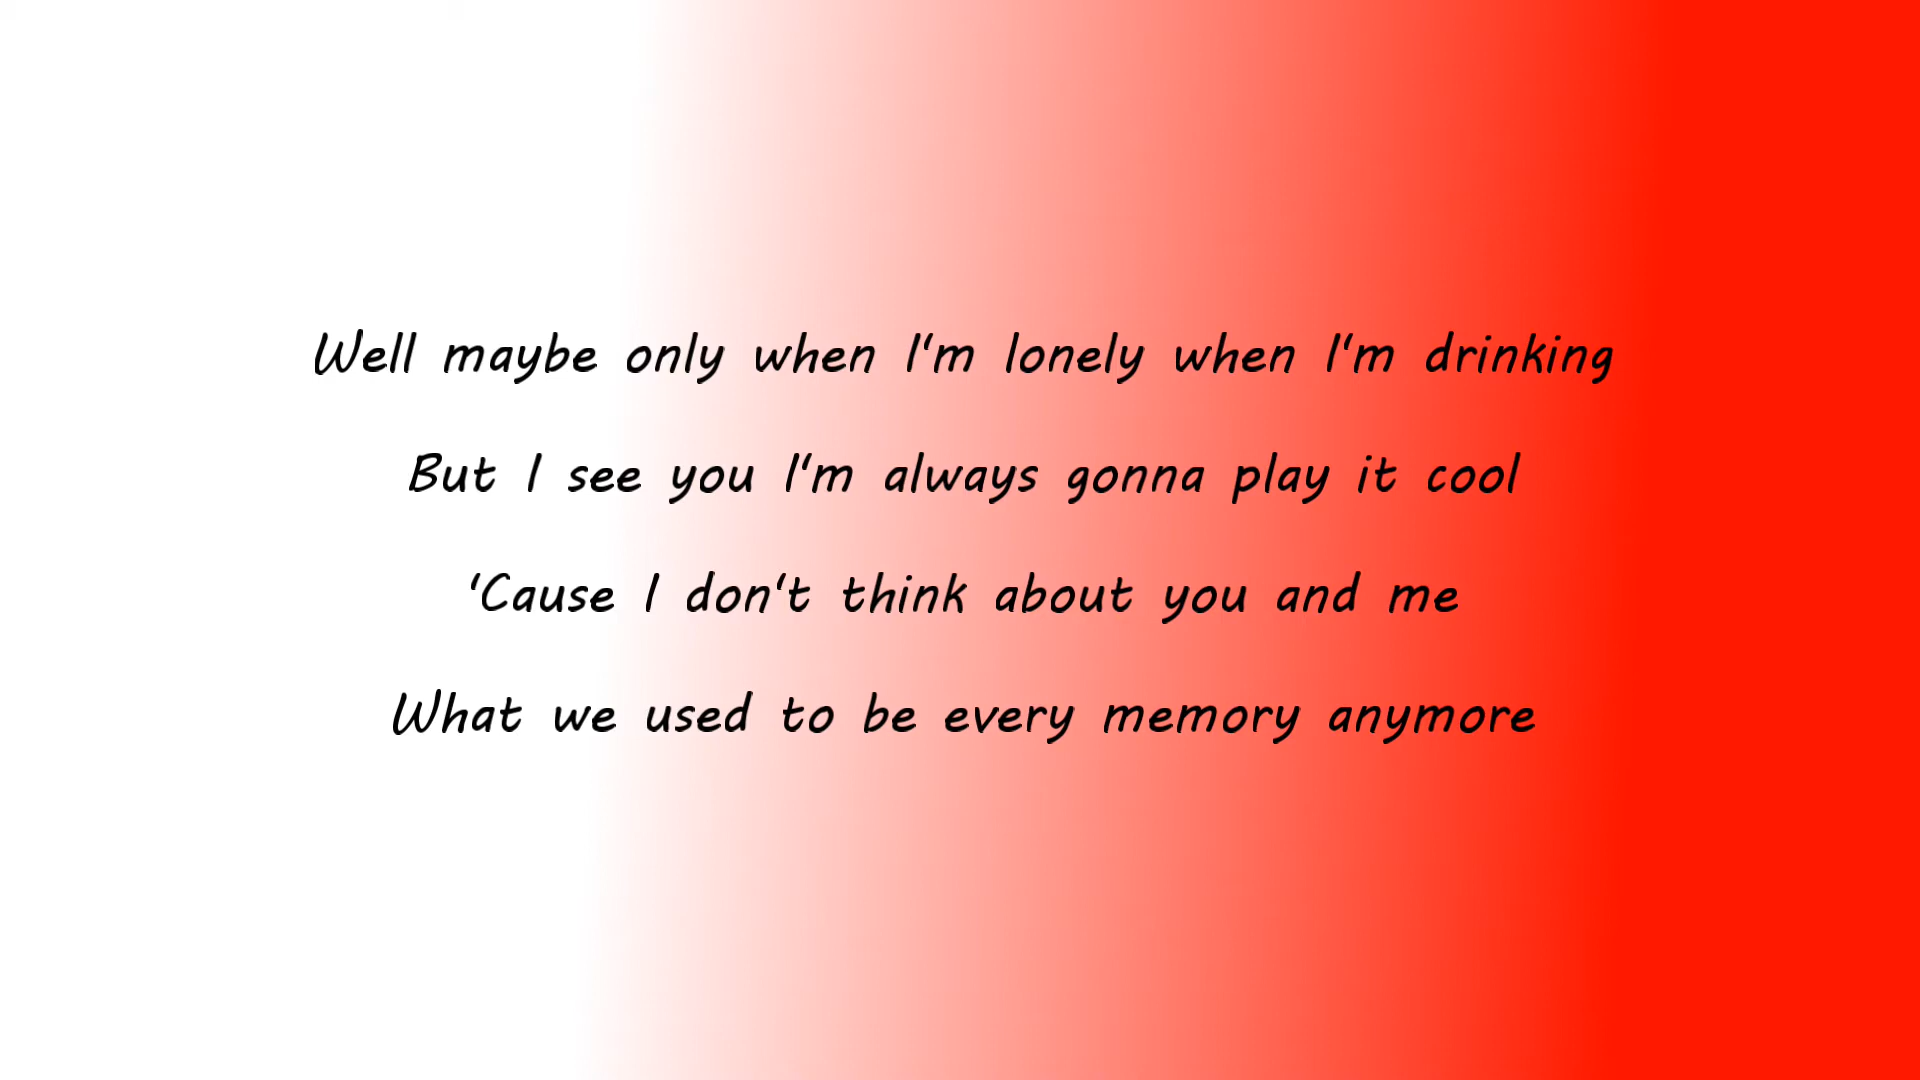 Well maybe only when I'm lonely when I'm drinking
But I see you I'm always gonna play it cool
'Cause I don't think about you and me
What we used to be every memory anymore